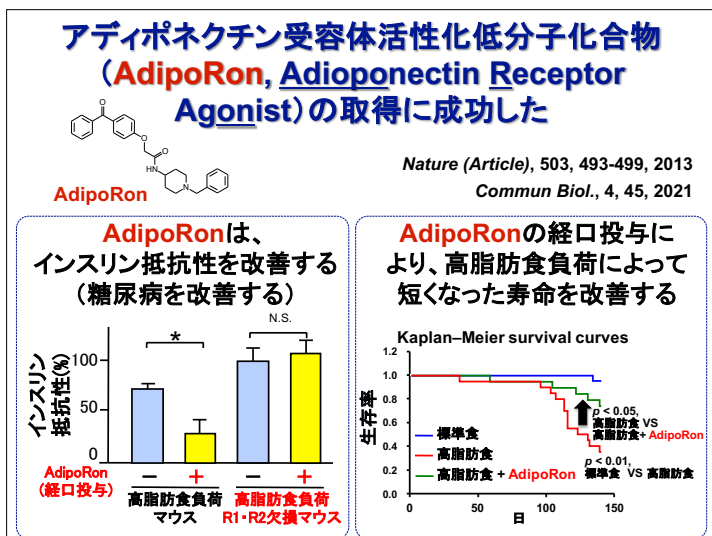 アディポネクチン受容体活性化低分子化合物
（AdipoRon, Adioponectin Receptor
Agonist）の取得に成功した
O
O
O
HN
N
AdipoRon
Nature (Article), 503, 493-499, 2013
Commun Biol., 4, 45, 2021
AdipoRonは、
インスリン抵抗性を改善する
（糖尿病を改善する）
N.S.
*
インスリン
抵抗性(%)
100
50
0
AdipoRon
（経口投与）
− + − +
高脂肪食負荷
マウス
高脂肪食負荷
R1・R2欠損マウス
AdipoRonの経口投与に
より、高脂肪食負荷によって
短くなった寿命を改善する
Kaplan–Meier survival curves
生存率
1.2
1.0
0.8
0.6
0.4
0.2
0.0
標準食
高脂肪食
高脂肪食 + AdipoRon
p < 0.05,
高脂肪食 VS
高脂肪食+ AdipoRon
p < 0.01,
標準食 VS 高脂肪食
0 50 100 150
日